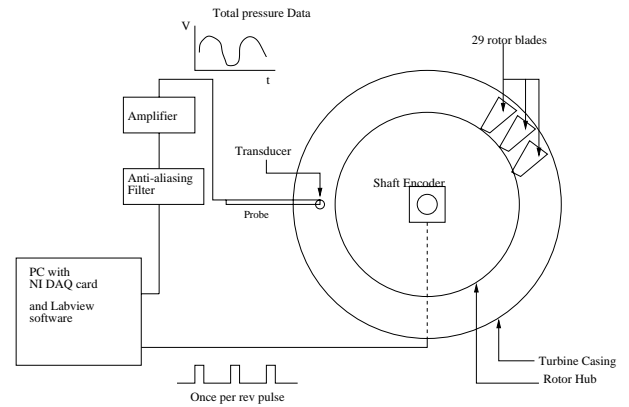 Total pressure Data
V
t
29 rotor blades
Amplifier
Transducer
Anti-aliasing
Filter
Shaft Encoder
Probe
PC with
NI DAQ card
and Labview
software
Turbine Casing
Rotor Hub
Once per rev pulse